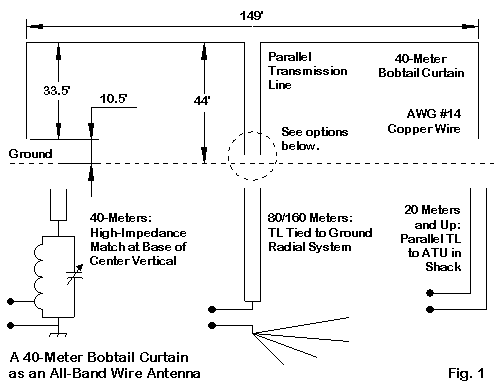 149'
Parallel
Transmission
Line
40-Meter
Bobtail Curtain
33.5'
10.5'
44'
AWG #14
Copper Wire
See options
below.
Ground
40-Meters:
High-Impedance
Match at Base of
Center Vertical
80/160 Meters:
TL Tied to Ground
Radial System
20 Meters
and Up:
Parallel TL
to ATU in
Shack
A 40-Meter Bobtail Curtain
as an All-Band Wire Antenna
Fig. 1